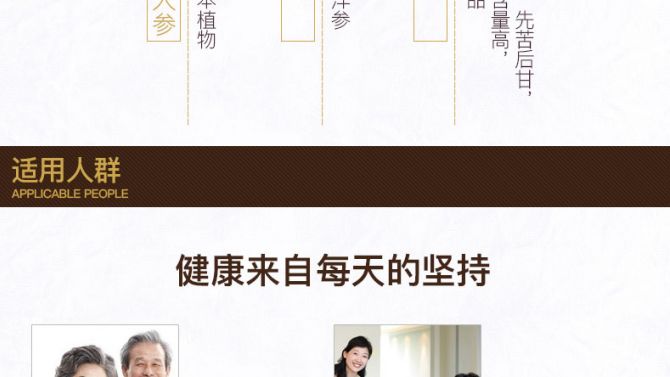 先苦后甘，
含量高，
品
洋参
本植物
人参
适用人群
APPLICABLE PEOPLE
健康来自每天的坚持